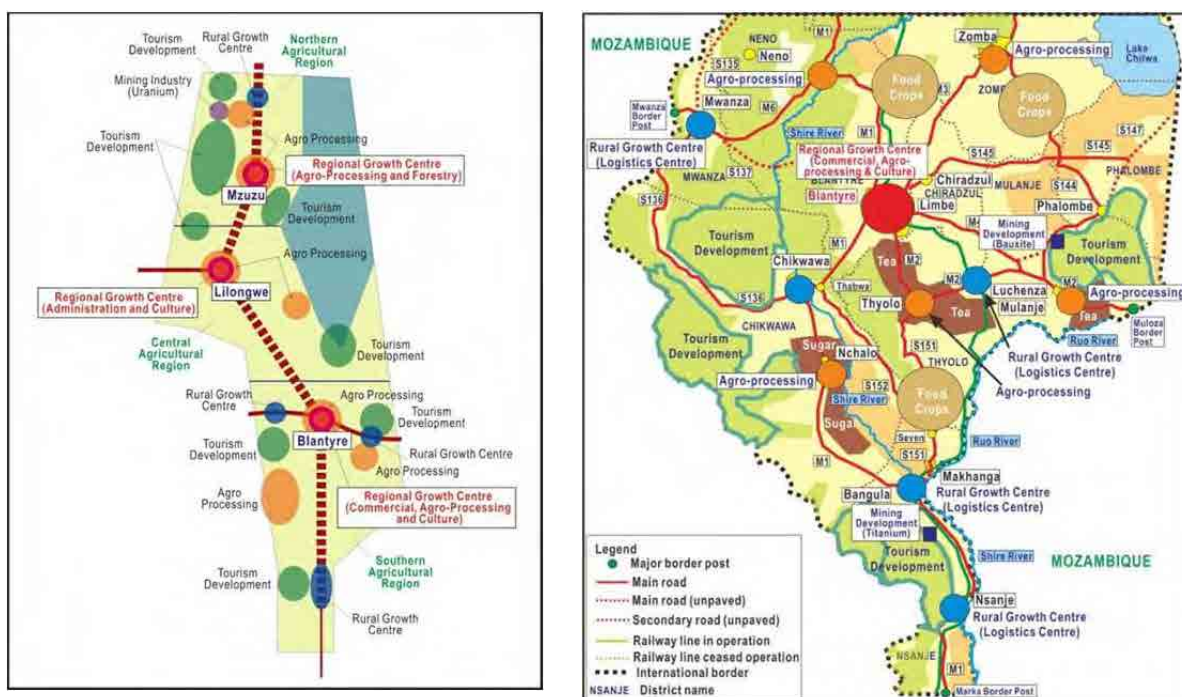 Tourism
Development
Rural Growth
Centre
Northern
Agricultural
Region
Mining Industry
(Uranium)
Agro Processing
Tourism
Development
Regional Growth Centre
(Agro-Processing and Forestry)
Mzuzu
Tourism
Development
Agro Processing
Lilongwe
Regional Growth Centre
(Administration and Culture)
Central
Agricultural
Region
Tourism
Development
Rural Growth
Centre
Agro Processing
Tourism
Development
Blantyre
Tourism
Development
Rural Growth Centre
Agro Processing
Agro
Processing
Regional Growth Centre
(Commercial, Agro-Processing
and Culture)
Southern
Agricultural
Region
Tourism
Development
Rural Growth
Centre
MOZAMBIQUE
NENO
Neno
M1
Zomba
Agro-processing
Lake
Chilwa
S135
Agro-processing
Food
Crops
M3
Food
Crops
Mwanza
Border
Post
Mwanza
M6
M1
Shire River
S147
Rural Growth Centre
(Logistics Centre)
Regional Growth Centre
(Commercial, Agro-
processing & Culture)
S145
S145
MWANZA
S137
BLANTYRE
Chiradzul
CHIRADZUL
MULANJE
S144
PHALOMBE
S136
Blantyre
Limbe
Phalombe
Mining
Development
(Bauxite)
Tourism
Development
Tourism
Development
M1
Chikwawa
Tea
M2
M2
Luchenza
M2
Agro-processing
Thabwa
Thyolo
Mulanje
S136
Tea
Tea
Muloza
Border
Post
CHIKWAWA
Ruo River
Tourism
Development
Sugar
Nchalo
S151
THYOLO
Rural Growth Centre
(Logistics Centre)
Agro-processing
S152
Agro-processing
Shire River
Food
Crops
Sugar
Seven
S151
Ruo River
M1
Makhanga
Bangula
Rural Growth Centre
(Logistics Centre)
Mining
Development
(Titanium)
Shire River
MOZAMBIQUE
Tourism
Development
Nsanje
Rural Growth Centre
(Logistics Centre)
NSANJE
M1
Marka Border Post
Legend
Major border post
Main road
Main road (unpaved)
Secondary road (unpaved)
Railway line in operation
Railway line ceased operation
International border
NSANJE District name